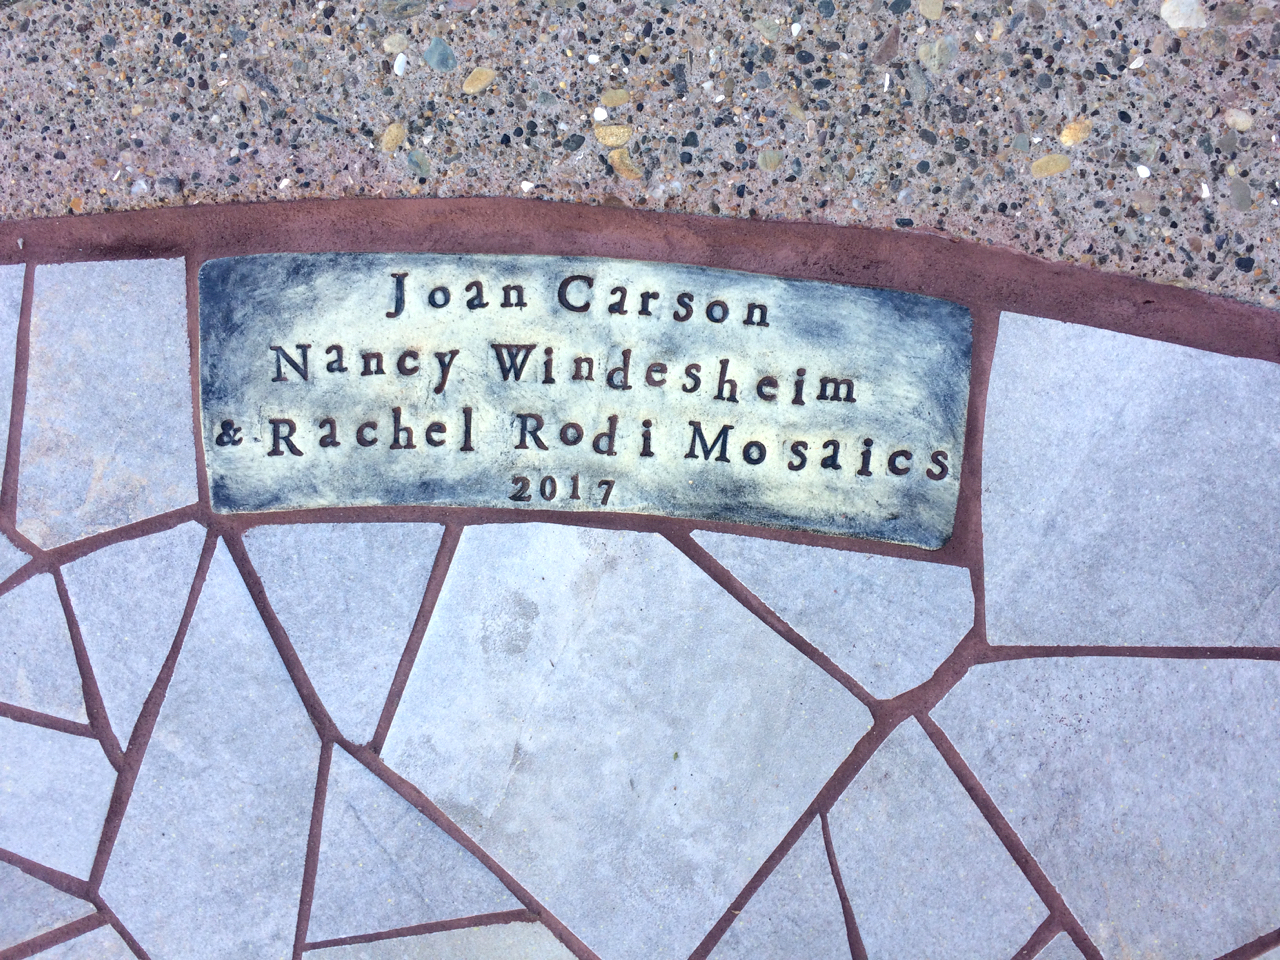 Joan Carson
Nancy Windesheim
& Rachel Rodi Mosaics
2017